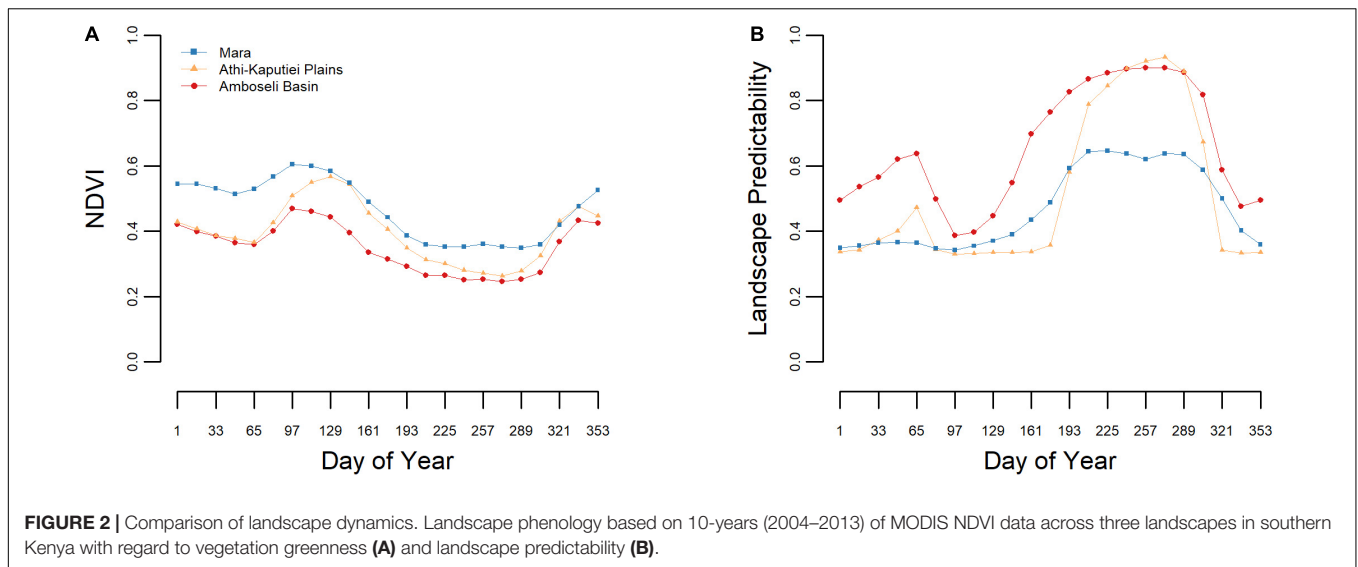 A
1.0
0.8
0.6
0.4
0.2
0.0
NDVI
Mara
Athi-Kaputiei Plains
Amboseli Basin
1 33 65 97 129 161 193 225 257 289 321 353
Day of Year
B
1.0
0.8
0.6
0.4
0.2
0.0
Landscape Predictability
1 33 65 97 129 161 193 225 257 289 321 353
Day of Year
FIGURE 2 | Comparison of landscape dynamics. Landscape phenology based on 10-years (2004–2013) of MODIS NDVI data across three landscapes in southern
Kenya with regard to vegetation greenness (A) and landscape predictability (B).